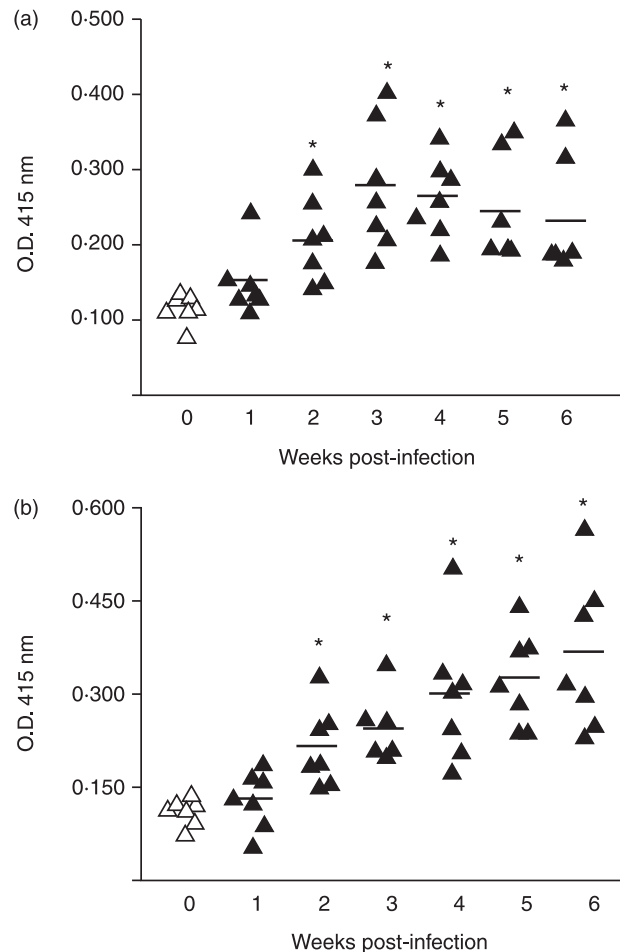 (a)
0·500
0·400
0·300
0·200
0·100
O.D. 415 nm
* * * * *
0 1 2 3 4 5 6
Weeks post-infection
(b)
0·600
0·450
0·300
0·150
O.D. 415 nm
* * * * *
0 1 2 3 4 5 6
Weeks post-infection